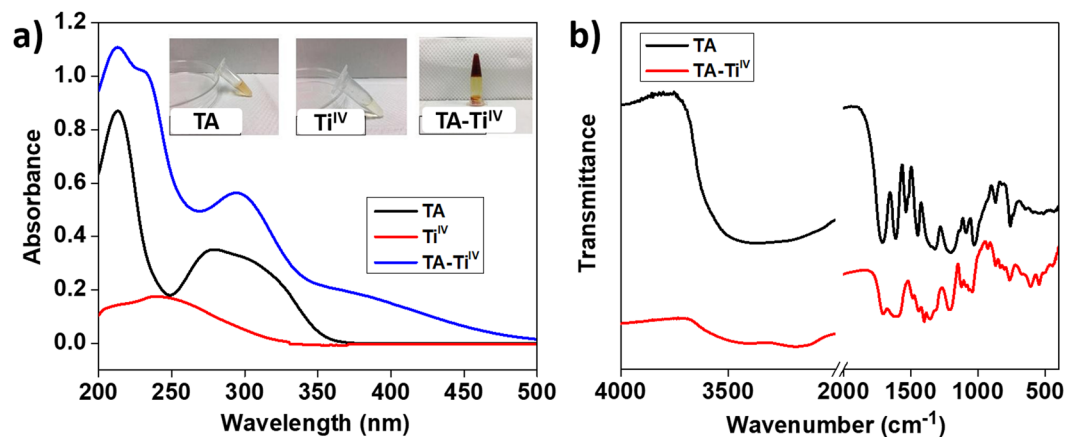 a)
1.2
1.0
0.8
0.6
0.4
0.2
0.0
Absorbance
TA
Ti^IV
TA-Ti^IV
TA
Ti^IV
TA-Ti^IV
200 250 300 350 400 450 500
Wavelength (nm)
b)
TA
TA-Ti^IV
Transmittance
4000 3500 20 2000 1500 1000 500
Wavenumber (cm⁻¹)